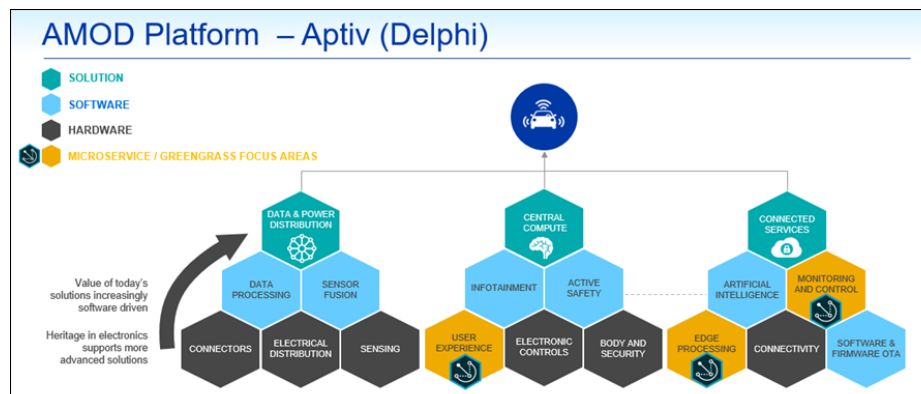 AMOD Platform – Aptiv (Delphi)
SOLUTION
SOFTWARE
HARDWARE
MICROSERVICE / GREENGRASS FOCUS AREAS
DATA & POWER
DISTRIBUTION
CENTRAL
COMPUTE
CONNECTED
SERVICES
Value of today's
solutions increasingly
software driven
DATA
PROCESSING
SENSOR
FUSION
INFOTAINMENT
ACTIVE
SAFETY
ARTIFICIAL
INTELLIGENCE
MONITORING
AND CONTROL
Heritage in electronics
supports more
advanced solutions
CONNECTORS
ELECTRICAL
DISTRIBUTION
SENSING
USER
EXPERIENCE
ELECTRONIC
CONTROLS
BODY AND
SECURITY
EDGE
PROCESSING
CONNECTIVITY
SOFTWARE &
FIRMWARE OTA